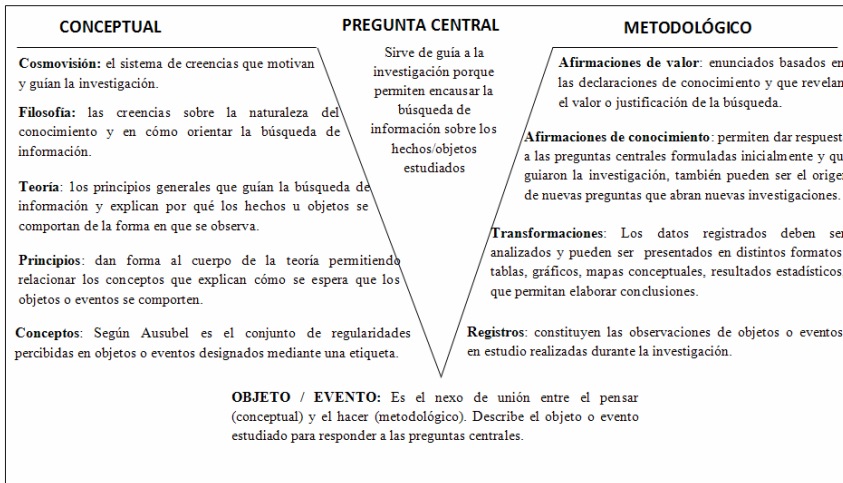 CONCEPTUAL
Cosmovisión: el sistema de creencias que motivan
y guían la investigación.
Filosofía: las creencias sobre la naturaleza del
conocimiento y en cómo orientar la búsqueda de
información.
Teoría: los principios generales que guían la búsqueda de
información y explican por qué los hechos u objetos se
comportan de la forma en que se observa.
Principios: dan forma al cuerpo de la teoría permitiendo
relacionar los conceptos que explican cómo se espera que los
objetos o eventos se comporten.
Conceptos: Según Ausubel es el conjunto de regularidades
percibidas en objetos o eventos designados mediante una etiqueta.
PREGUNTA CENTRAL
Sirve de guía a la
investigación porque
permiten encausar la
búsqueda de
información sobre los
hechos/objetos
estudiados
METODOLÓGICO
Afirmaciones de valor: enunciados basados en
las declaraciones de conocimiento y que revelan
el valor o justificación de la búsqueda.
Afirmaciones de conocimiento: permiten dar respuest
a las preguntas centrales formuladas inicialmente y qu
guiaron la investigación, también pueden ser el origen
de nuevas preguntas que abran nuevas investigaciones.
Transformaciones: Los datos registrados deben ser
analizados y pueden ser presentados en distintos formatos
tablas, gráficos, mapas conceptuales, resultados estadísticos,
que permitan elaborar conclusiones.
Registros: constituyen las observaciones de objetos o eventos
en estudio realizadas durante la investigación.
OBJETO / EVENTO: Es el nexo de unión entre el pensar
(conceptual) y el hacer (metodológico). Describe el objeto o evento
estudiado para responder a las preguntas centrales.